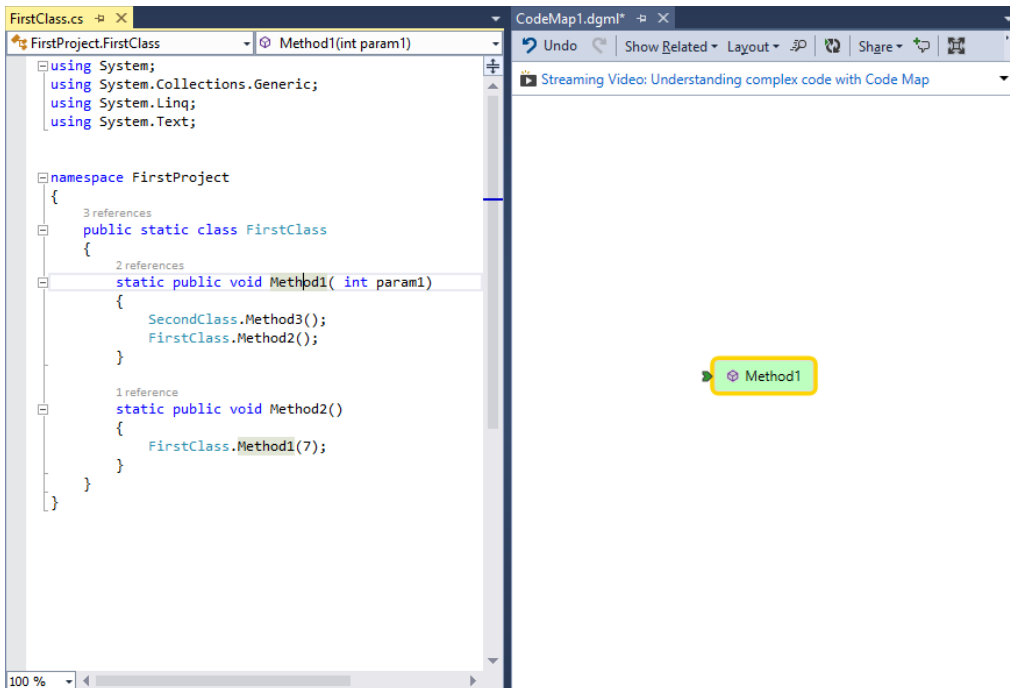 FirstClass.cs
FirstProject.FirstClass
Method1(int param1)
using System;
using System.Collections.Generic;
using System.Linq;
using System.Text;
namespace FirstProject
{
3 references
public static class FirstClass
{
2 references
static public void Method1( int param1)
{
SecondClass.Method3();
FirstClass.Method2();
}
1 reference
static public void Method2()
{
FirstClass.Method1(7);
}
}
}
100 %
CodeMap1.dgml*
Undo Show Related Layout Share
Streaming Video: Understanding complex code with Code Map
Method1